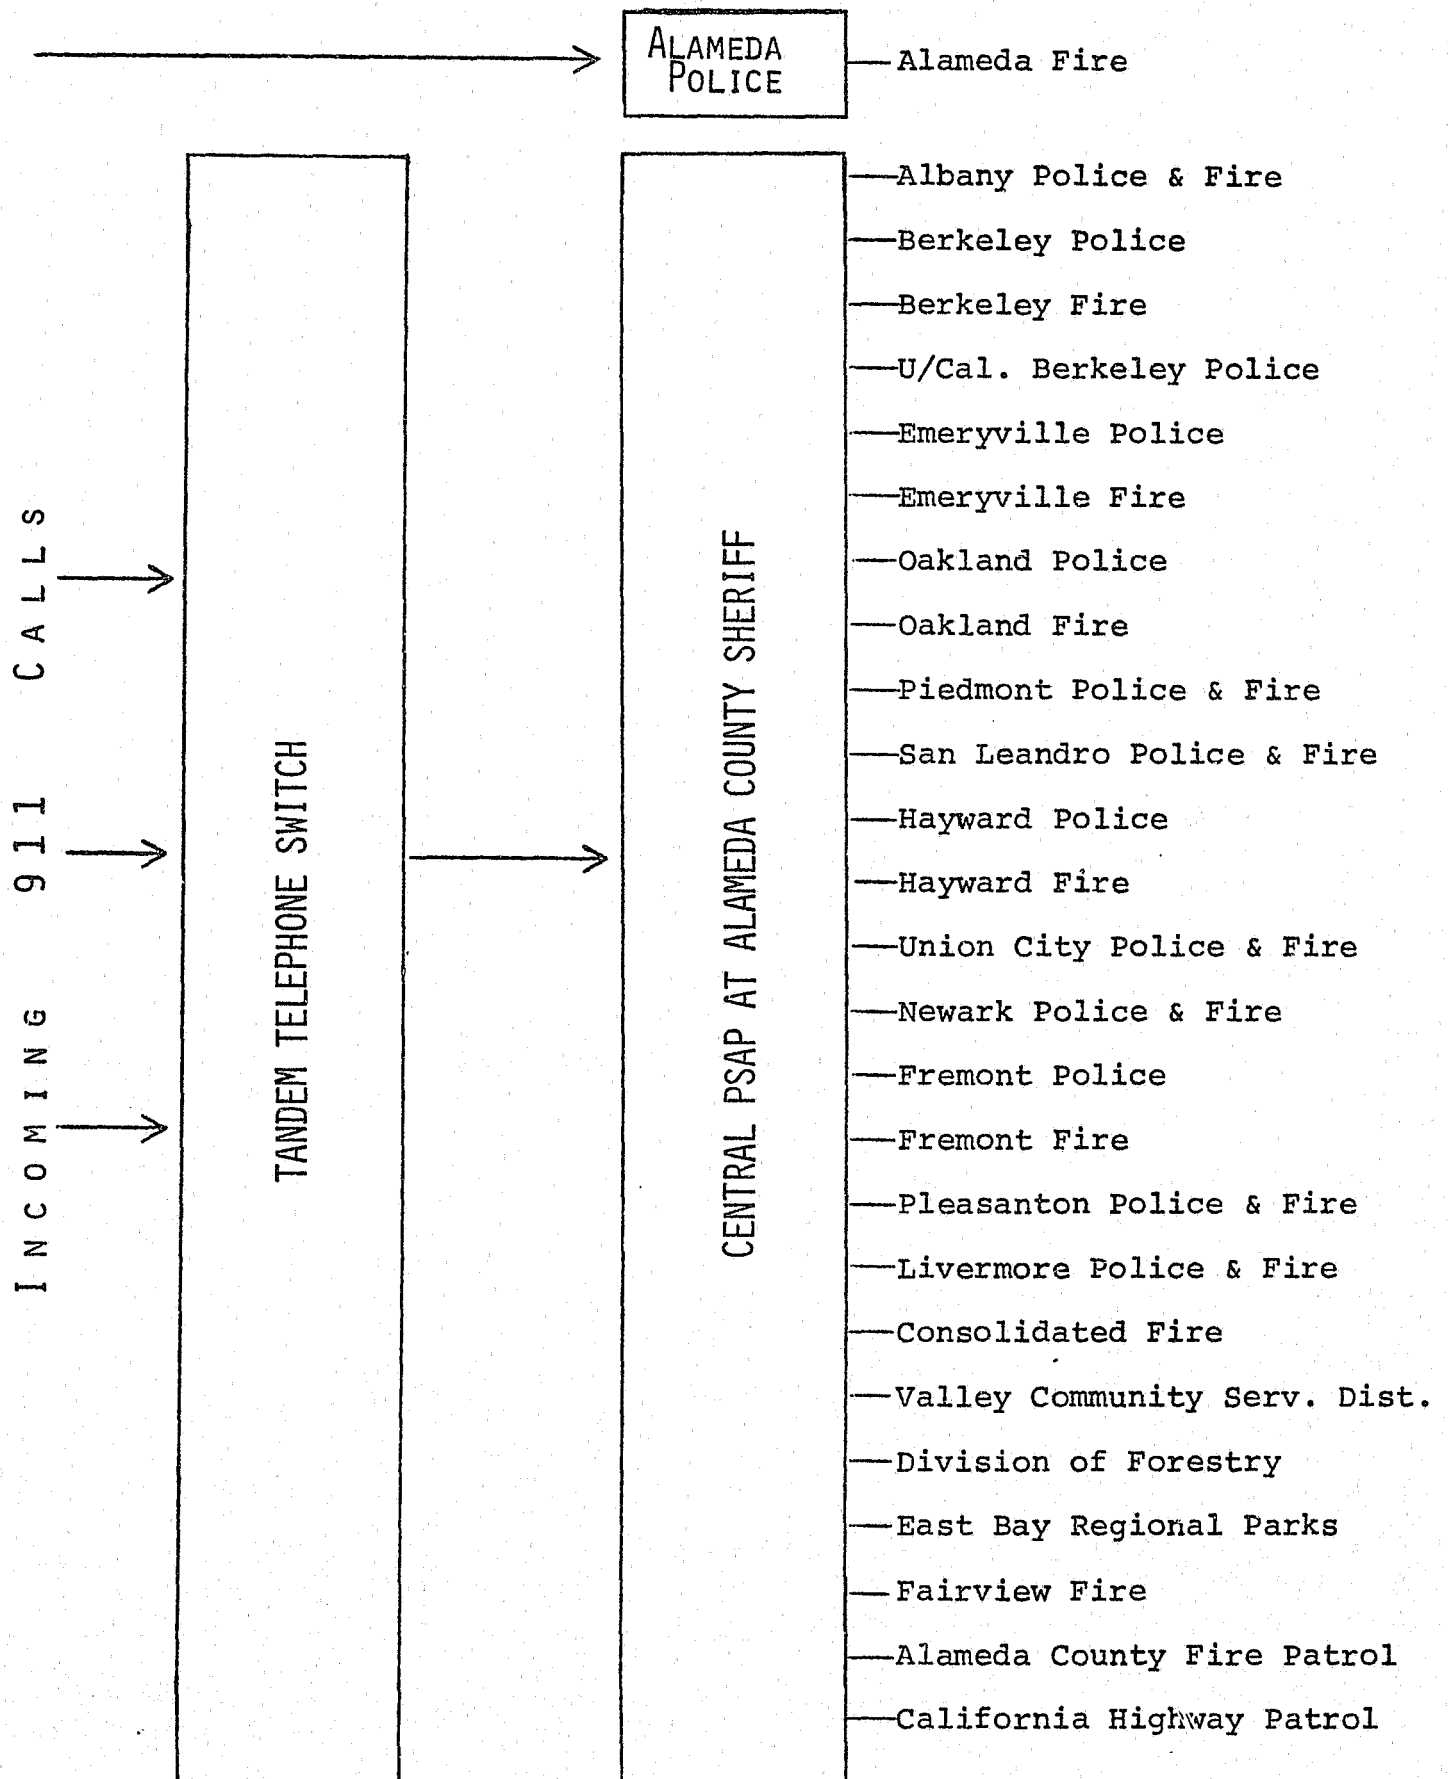 ALAMEDA
POLICE
Alameda Fire
INCOMING 911 CALLS
TANDEM TELEPHONE SWITCH
CENTRAL PSAP AT ALAMEDA COUNTY SHERIFF
Albany Police & Fire
Berkeley Police
Berkeley Fire
U/Cal. Berkeley Police
Emeryville Police
Emeryville Fire
Oakland Police
Oakland Fire
Piedmont Police & Fire
San Leandro Police & Fire
Hayward Police
Hayward Fire
Union City Police & Fire
Newark Police & Fire
Fremont Police
Fremont Fire
Pleasanton Police & Fire
Livermore Police & Fire
Consolidated Fire
Valley Community Serv. Dist.
Division of Forestry
East Bay Regional Parks
Fairview Fire
Alameda County Fire Patrol
California Highway Patrol